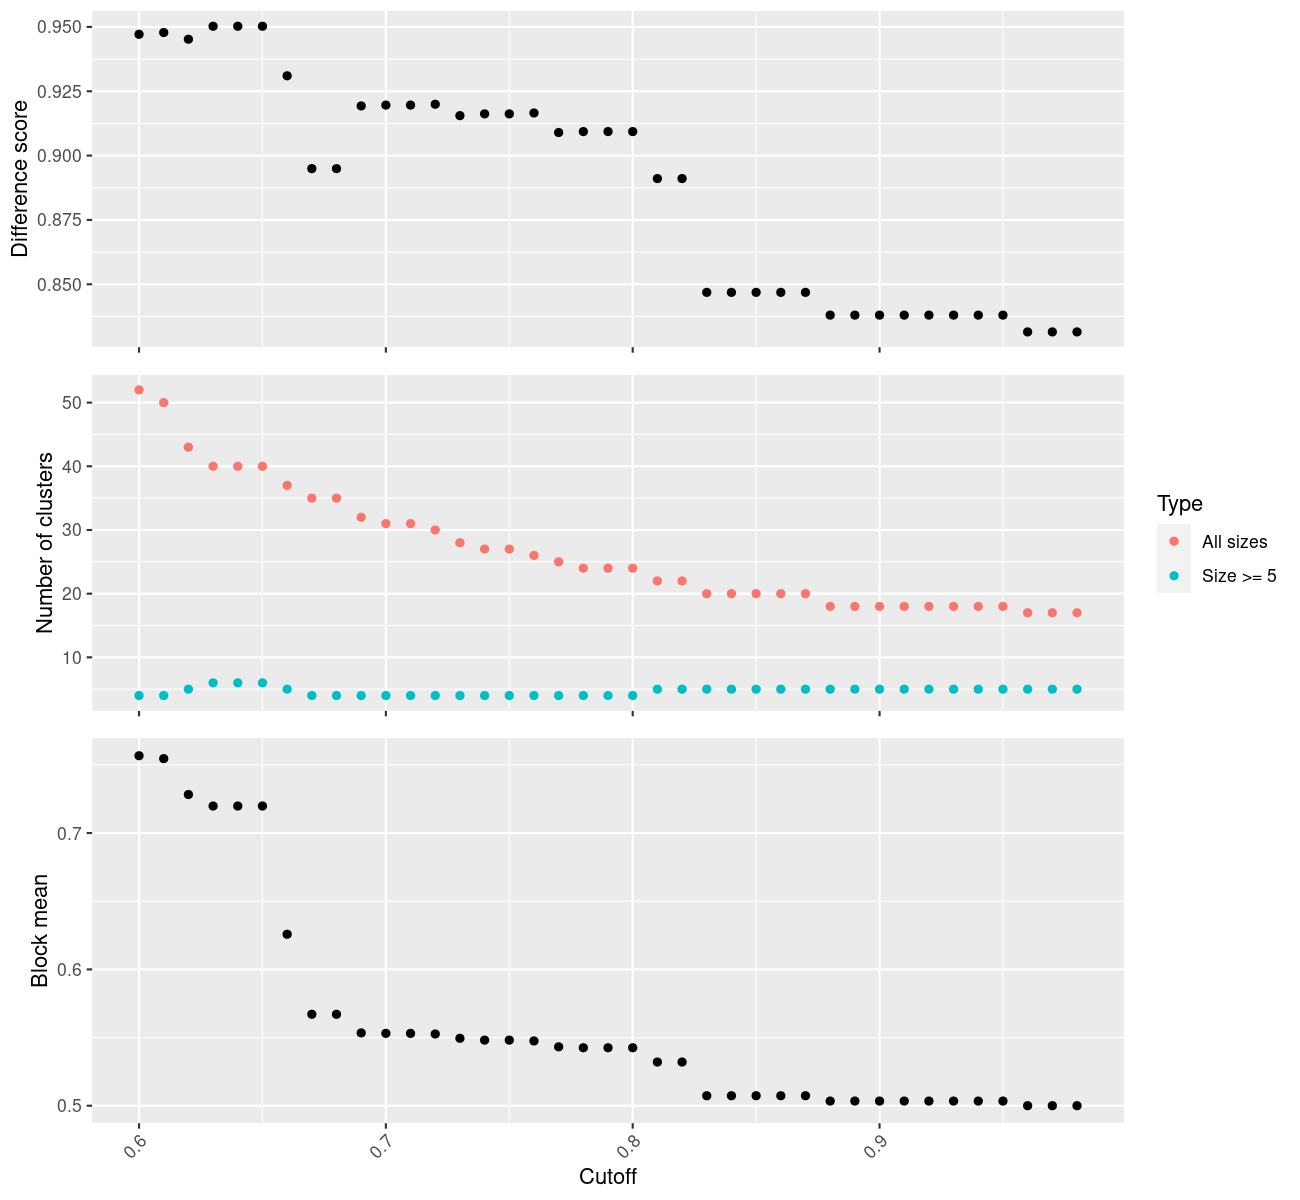 Difference score
0.950
0.925
0.900
0.875
0.850
Number of clusters
50
40
30
20
10
Type
All sizes
Size >= 5
Block mean
0.7
0.6
0.5
0.6 0.7 0.8 0.9
Cutoff